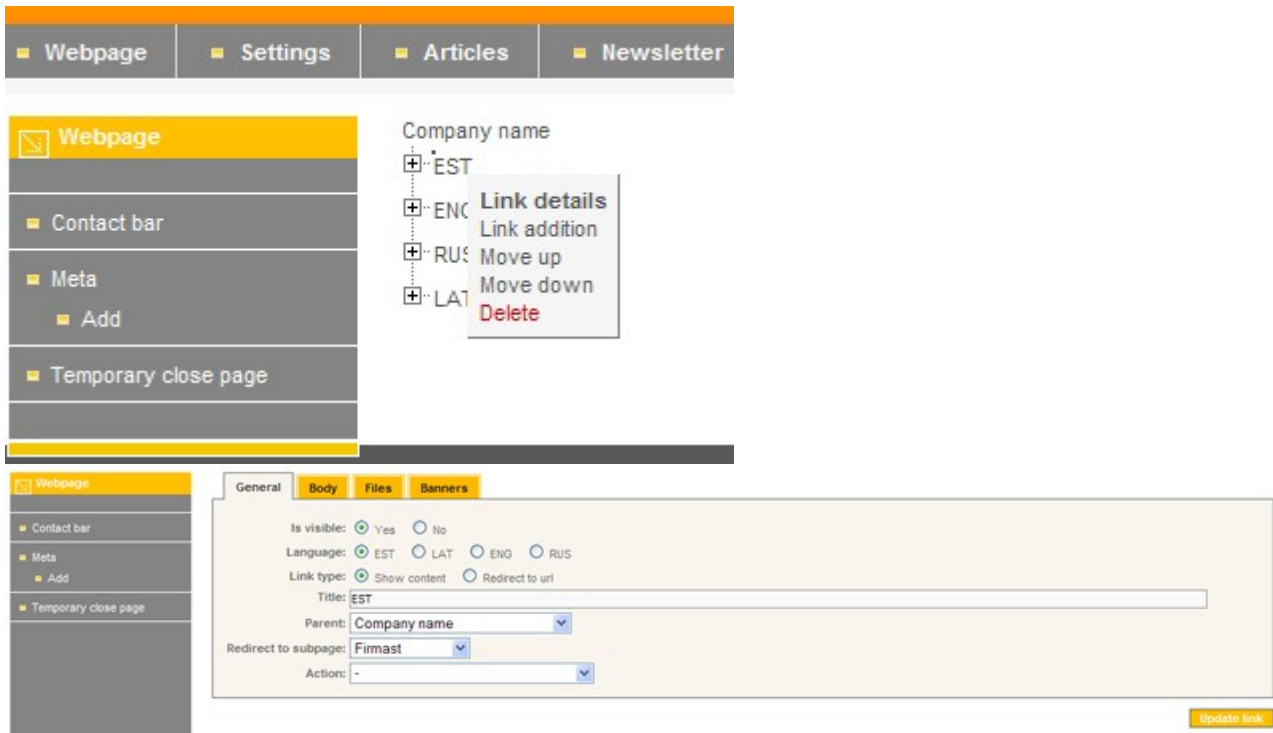 Webpage Settings Articles Newsletter
Webpage
Contact bar
Meta
Add
Temporary close page
Company name
EST
ENG
RUS
LAT
Link details
Link addition
Move up
Move down
Delete
Webpage
Contact bar
Meta
Add
Temporary close page
General Body Files Banners
Is visible: Yes No
Language: EST LAT ENG RUS
Link type: Show content Redirect to url
Title: EST
Parent: Company name
Redirect to subpage: Firmast
Action: -
Update link